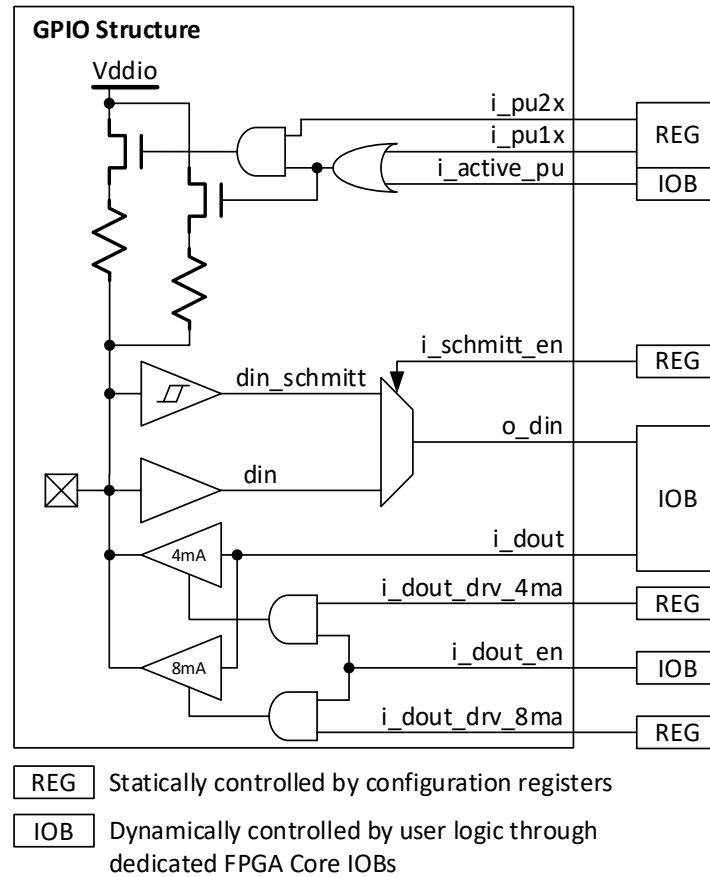 GPIO Structure
Vddio
i_pu2x
i_pu1x
REG
i_active_pu
IOB
i_schmitt_en
REG
din_schmitt
o_din
din
IOB
i_dout
4mA
i_dout_drv_4ma
REG
i_dout_en
IOB
8mA
i_dout_drv_8ma
REG
REG Statically controlled by configuration registers
IOB Dynamically controlled by user logic through
dedicated FPGA Core IOBs